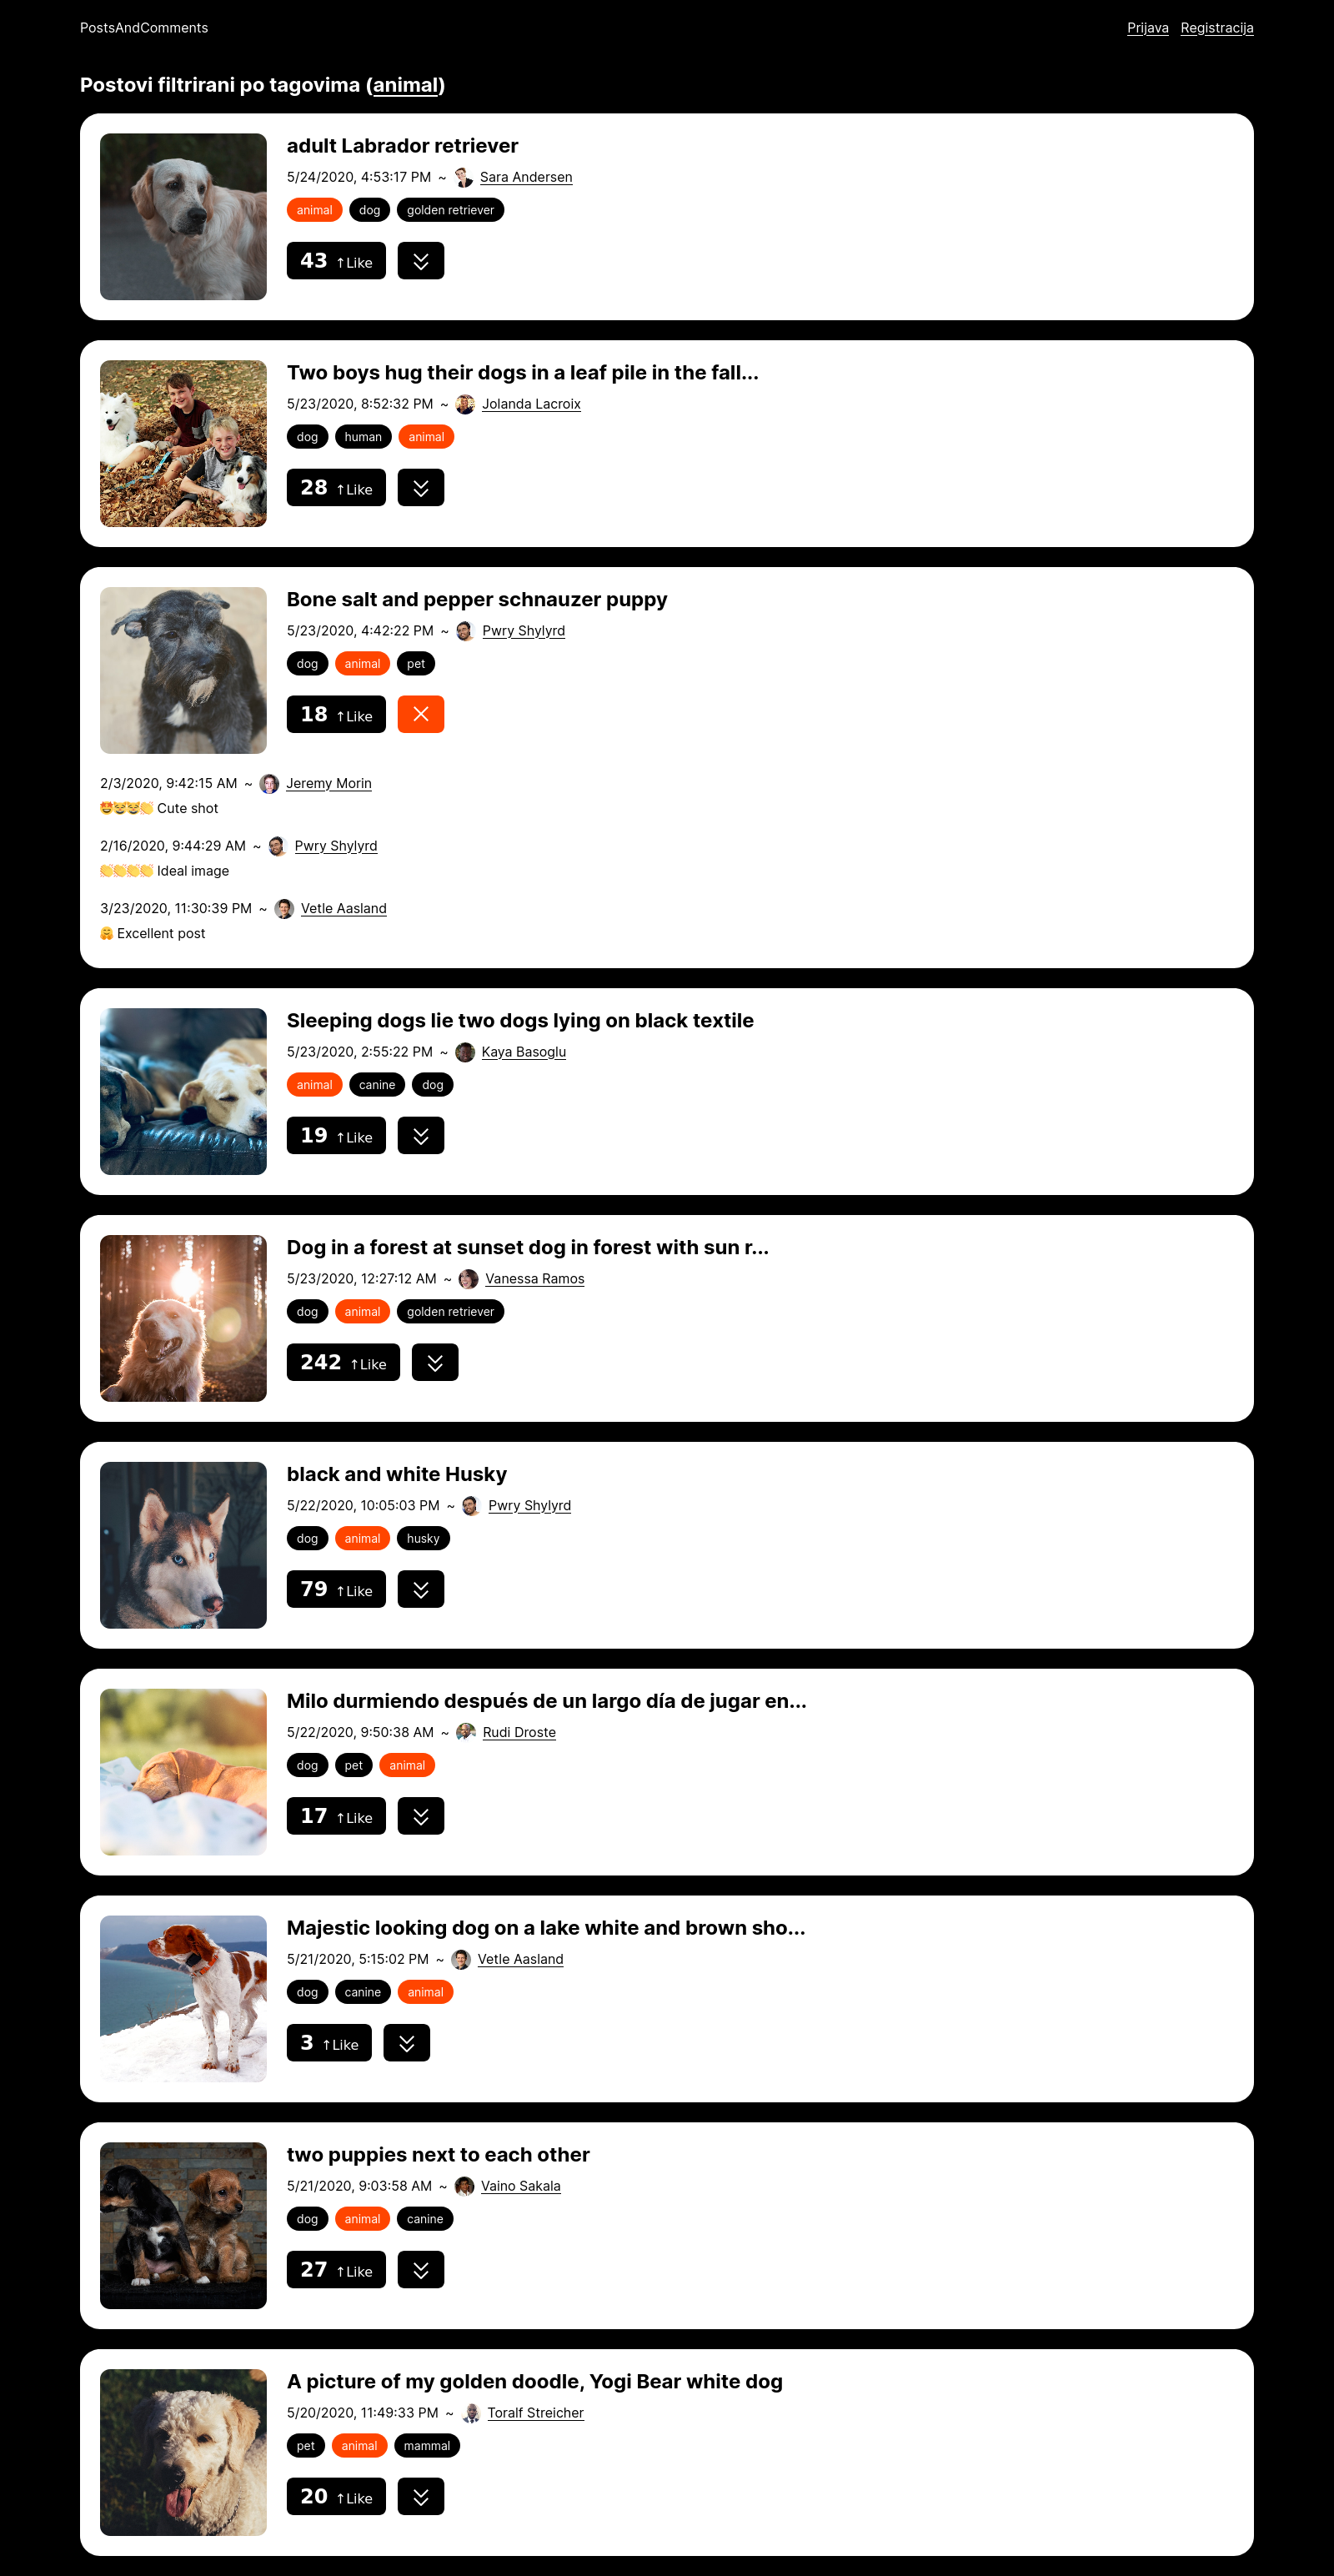 PostsAndComments
Prijava Registracija
Postovi filtrirani po tagovima (animal)
adult Labrador retriever
5/24/2020, 4:53:17 PM ~ Sara Andersen
animal dog golden retriever
43 ↑Like
Two boys hug their dogs in a leaf pile in the fall...
5/23/2020, 8:52:32 PM ~ Jolanda Lacroix
dog human animal
28 ↑Like
Bone salt and pepper schnauzer puppy
5/23/2020, 4:42:22 PM ~ Pwry Shylyrd
dog animal pet
18 ↑Like
2/3/2020, 9:42:15 AM ~ Jeremy Morin
🤩😹😹👏 Cute shot
2/16/2020, 9:44:29 AM ~ Pwry Shylyrd
👏👏👏👏 Ideal image
3/23/2020, 11:30:39 PM ~ Vetle Aasland
🤗 Excellent post
Sleeping dogs lie two dogs lying on black textile
5/23/2020, 2:55:22 PM ~ Kaya Basoglu
animal canine dog
19 ↑Like
Dog in a forest at sunset dog in forest with sun r...
5/23/2020, 12:27:12 AM ~ Vanessa Ramos
dog animal golden retriever
242 ↑Like
black and white Husky
5/22/2020, 10:05:03 PM ~ Pwry Shylyrd
dog animal husky
79 ↑Like
Milo durmiendo después de un largo día de jugar en...
5/22/2020, 9:50:38 AM ~ Rudi Droste
dog pet animal
17 ↑Like
Majestic looking dog on a lake white and brown sho...
5/21/2020, 5:15:02 PM ~ Vetle Aasland
dog canine animal
3 ↑Like
two puppies next to each other
5/21/2020, 9:03:58 AM ~ Vaino Sakala
dog animal canine
27 ↑Like
A picture of my golden doodle, Yogi Bear white dog
5/20/2020, 11:49:33 PM ~ Toralf Streicher
pet animal mammal
20 ↑Like